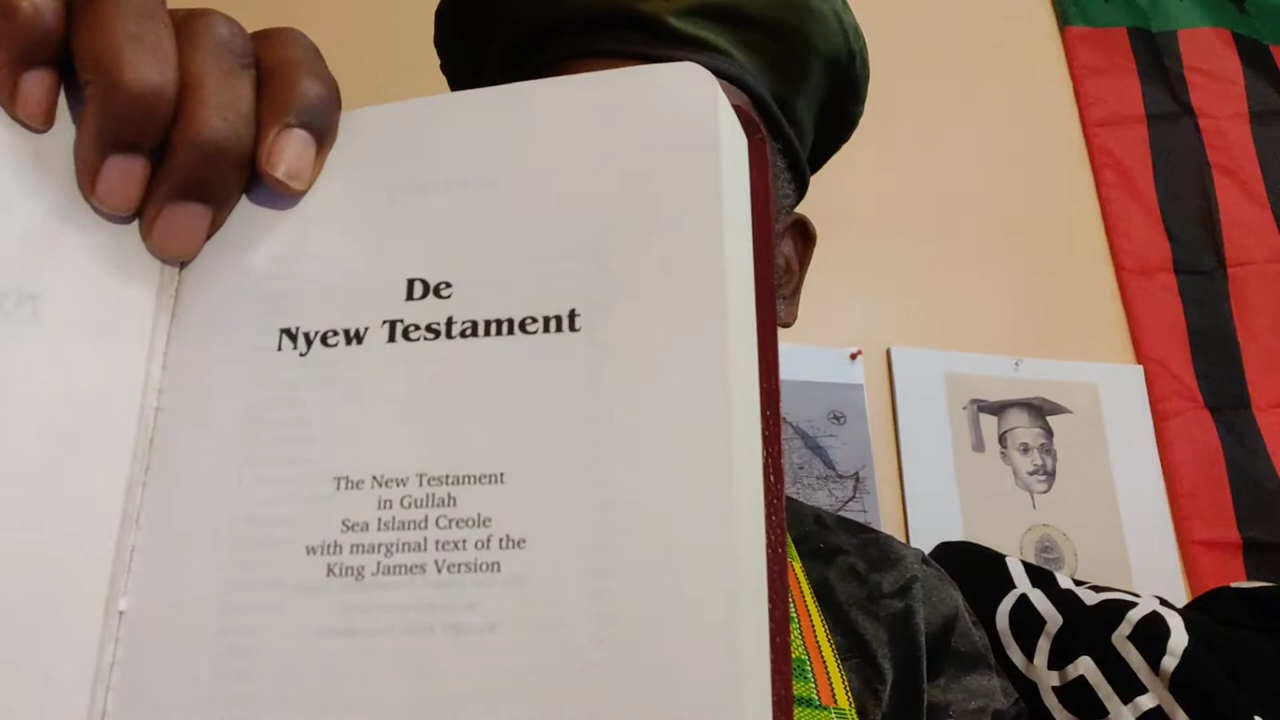 De
Nyew Testament
The New Testament
in Gullah
Sea Island Creole
with marginal text of the
King James Version